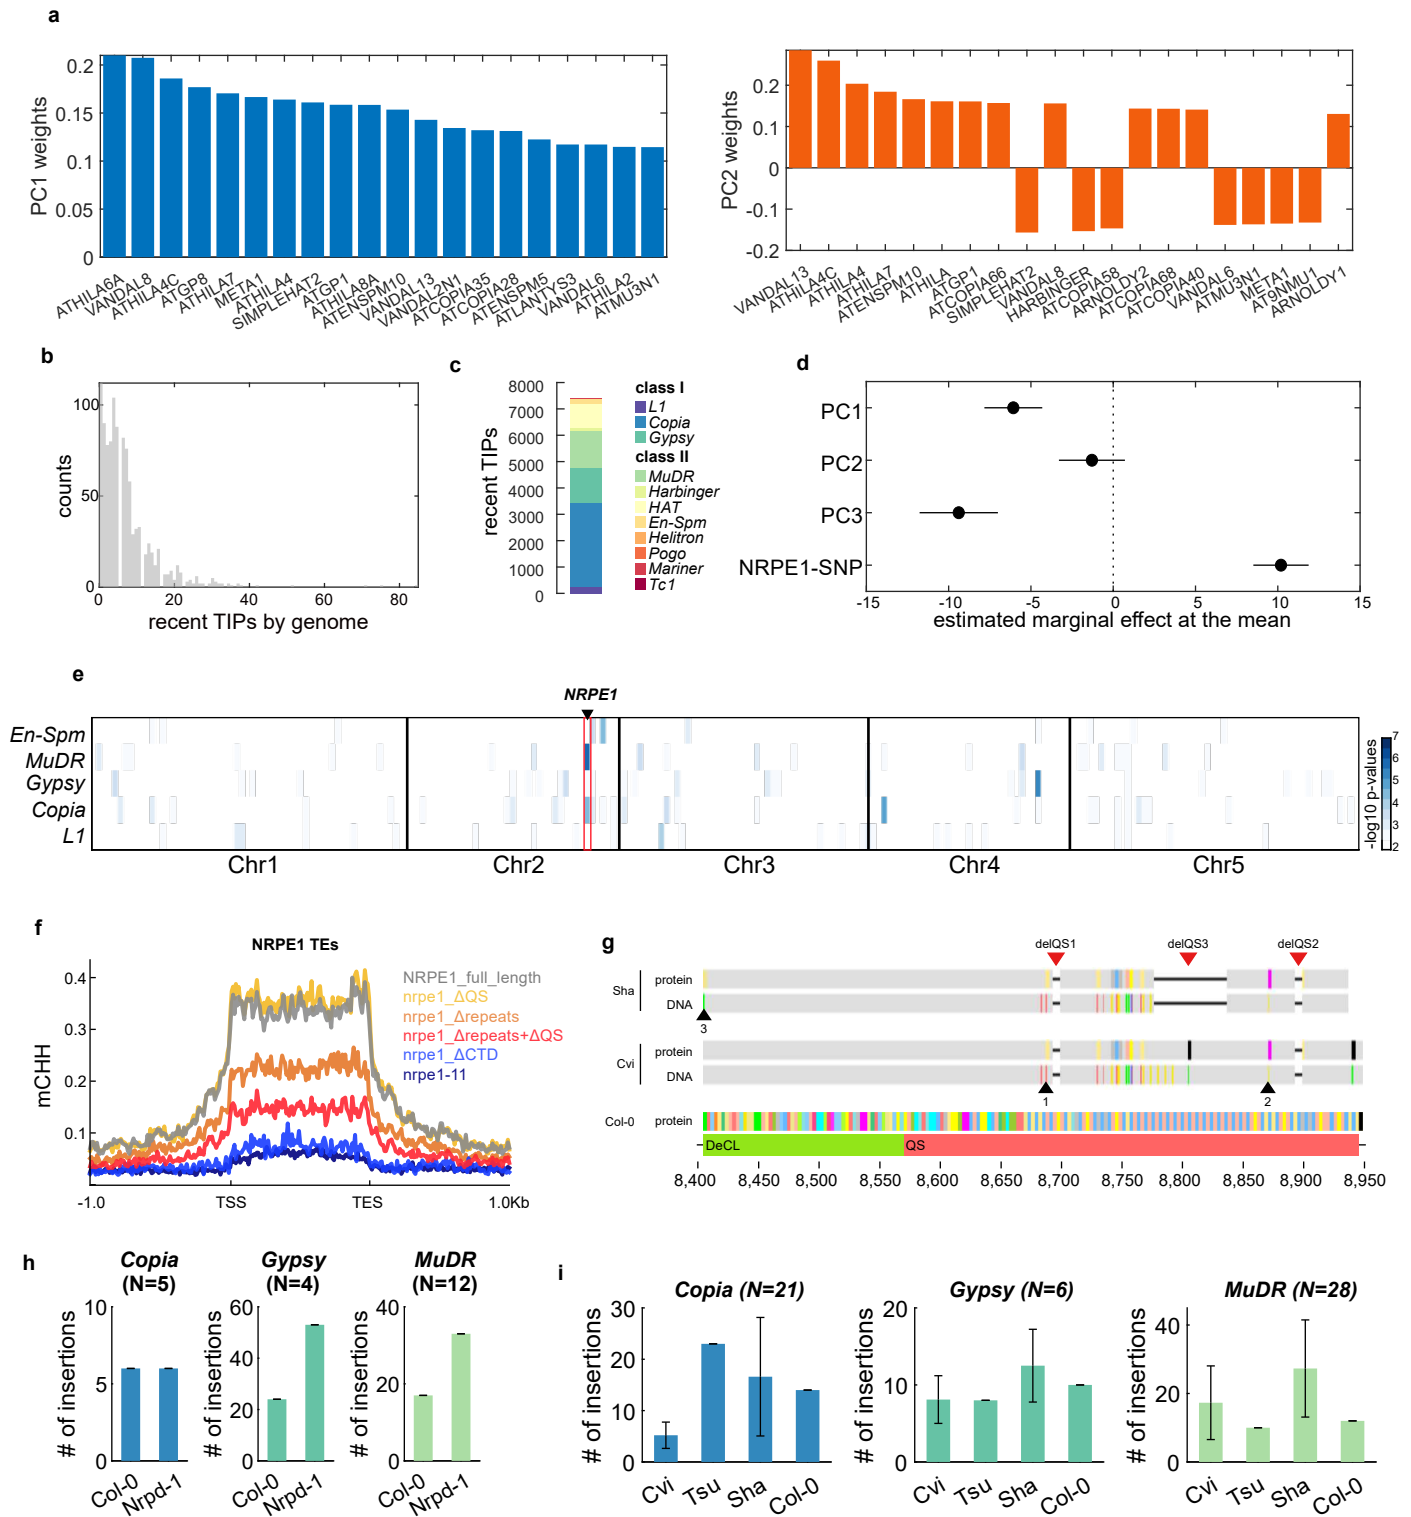 a
PC1 weights
0.2
0.15
0.1
0.05
0
ATHILA6A
VANDAL8
ATHILA4C
ATGP8
ATHILA7
META1
ATHILA4
SIMPLEHAT2
ATGP1
ATHILA8A
ATENSPM10
VANDAL13
VANDAL2N1
ATCOPIA35
ATCOPIA28
ATENSPM5
ATLANTYS3
VANDAL6
ATHILA2
ATMU3N1
PC2 weights
0.2
0.1
0
-0.1
-0.2
VANDAL13
ATHILA4C
ATHILA4
ATHILA7
ATENSPM10
ATHILA
ATGP1
ATCOPIA66
SIMPLEHAT2
VANDAL8
HARBINGER
ATCOPIA58
ARNOLDY2
ATCOPIA68
ATCOPIA40
VANDAL6
ATMU3N1
META1
AT9NMU1
ARNOLDY1
b
counts
100
50
0
0 20 40 60 80
recent TIPs by genome
c
recent TIPs
8000
7000
6000
5000
4000
3000
2000
1000
0
class I
L1
Copia
Gypsy
class II
MuDR
Harbinger
HAT
En-Spm
Helitron
Pogo
Mariner
Tc1
d
PC1
PC2
PC3
NRPE1-SNP
-15 -10 -5 0 5 10 15
estimated marginal effect at the mean
e
NRPE1
En-Spm
MuDR
Gypsy
Copia
L1
Chr1 Chr2 Chr3 Chr4 Chr5
-log10 p-values
7
6
5
4
3
2
f
NRPE1 TEs
mCHH
0.4
0.3
0.2
0.1
NRPE1_full_length
nrpe1_ΔQS
nrpe1_Δrepeats
nrpe1_Δrepeats+ΔQS
nrpe1_ΔCTD
nrpe1-11
-1.0 TSS TES 1.0Kb
g
delQS1 delQS3 delQS2
Sha
protein
DNA
3
Cvi
protein
DNA
1 2
Col-0 protein
DeCL QS
8,400 8,450 8,500 8,550 8,600 8,650 8,700 8,750 8,800 8,850 8,900 8,950
h
Copia
(N=5)
# of insertions
10
5
0
Col-0
Nrpd-1
Gypsy
(N=4)
# of insertions
60
40
20
0
Col-0
Nrpd-1
MuDR
(N=12)
# of insertions
40
20
0
Col-0
Nrpd-1
i
Copia (N=21)
# of insertions
30
20
10
0
Cvi
Tsu
Sha
Col-0
Gypsy (N=6)
# of insertions
20
10
0
Cvi
Tsu
Sha
Col-0
MuDR (N=28)
# of insertions
40
20
0
Cvi
Tsu
Sha
Col-0